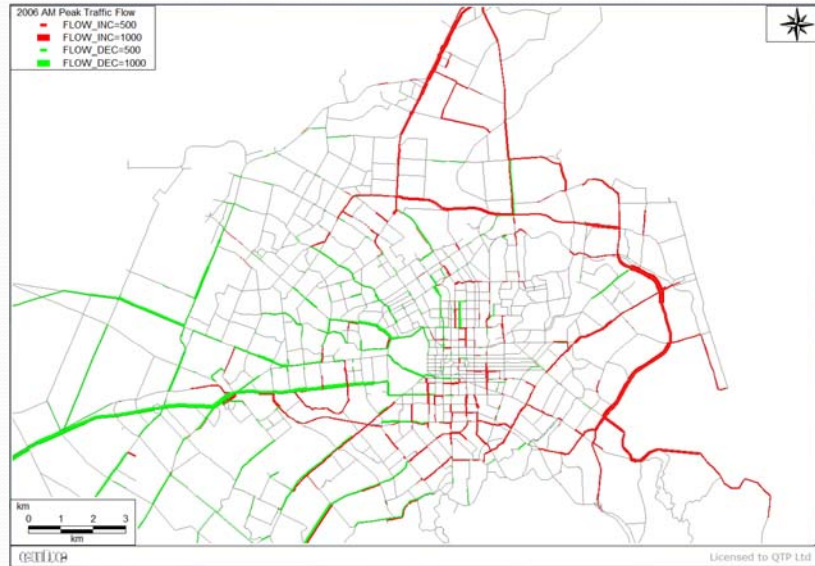 2006 AM Peak Traffic Flow
FLOW_INC=500
FLOW_INC=1000
FLOW_DEC=500
FLOW_DEC=1000
km
0 1 2 3
km
Licensed to QTP Ltd